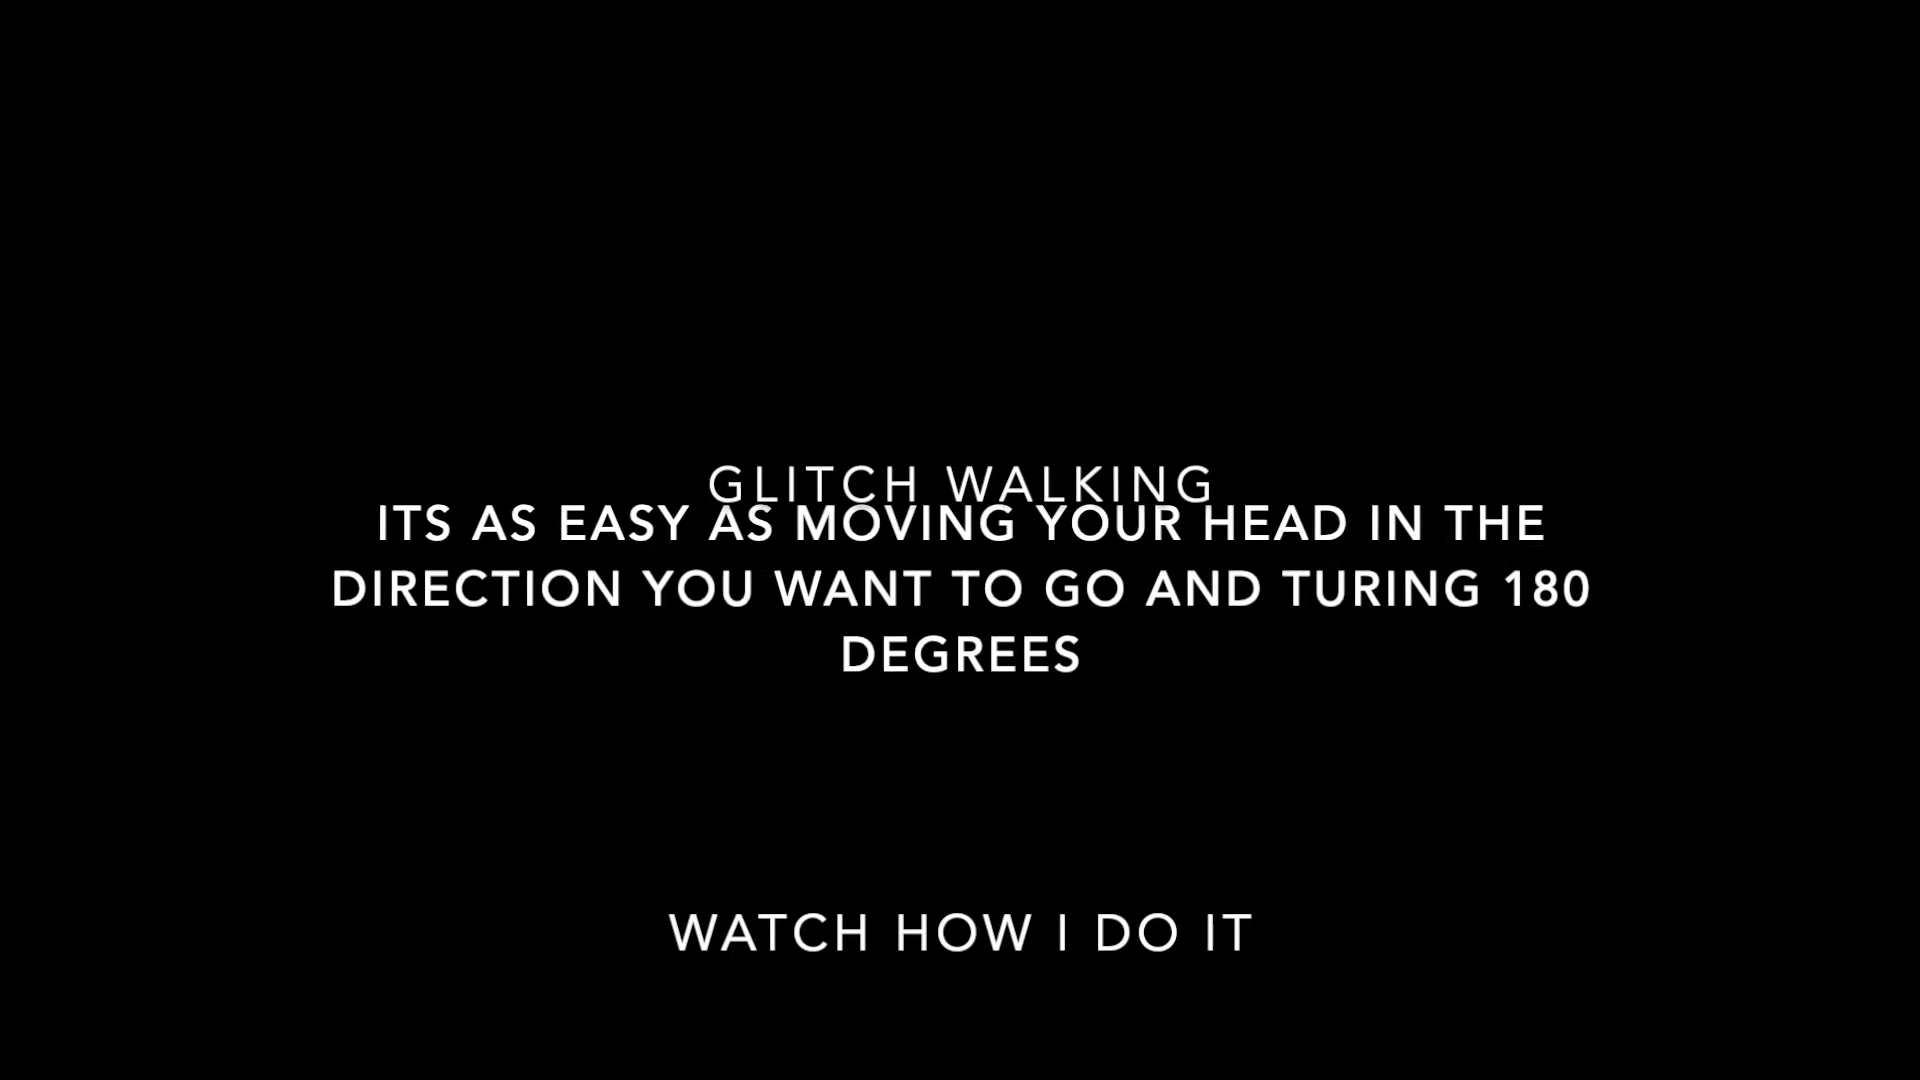 GLITCH WALKING
ITS AS EASY AS MOVING YOUR HEAD IN THE
DIRECTION YOU WANT TO GO AND TURING 180
DEGREES
WATCH HOW I DO IT